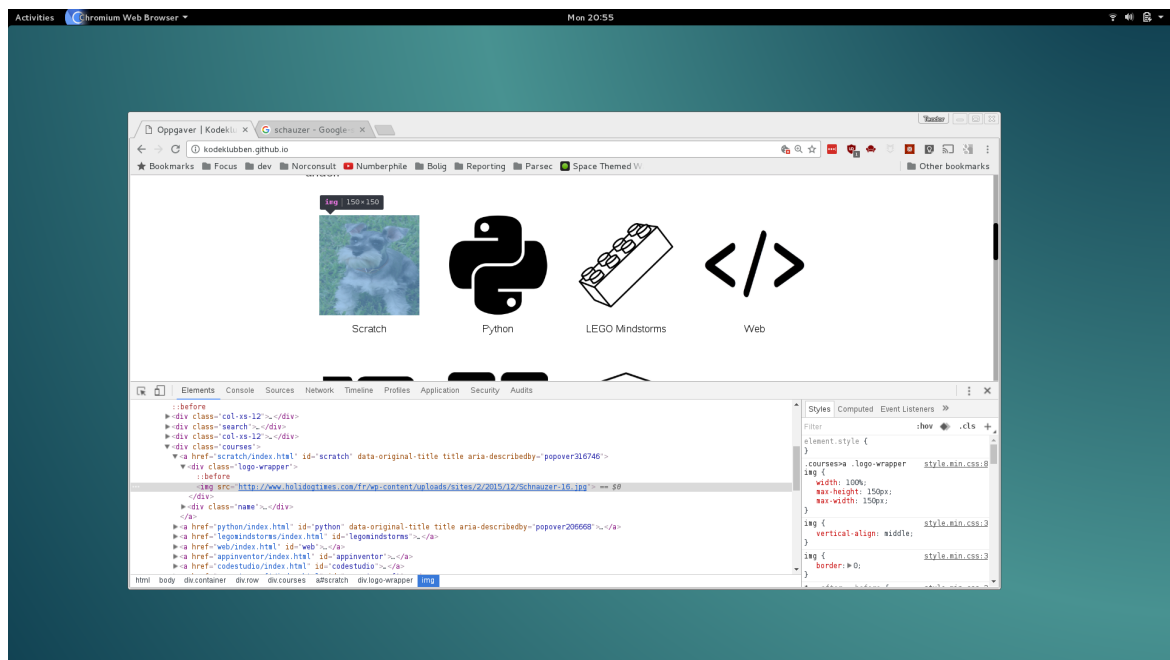 Activities Chromium Web Browser Mon 20:55
Oppgaver | Kodeklu schauzer - Google-s
kodeklubben.github.io
Bookmarks Focus dev Norconsult Numberphile Bolig Reporting Parsec Space Themed W Other bookmarks
img | 150×150
Scratch Python LEGO Mindstorms Web
Elements Console Sources Network Timeline Profiles Application Security Audits
::before
<div class="col-xs-12">…</div>
<div class="search">…</div>
<div class="col-xs-12">…</div>
<div class="courses">
<a href="scratch/index.html" id="scratch" data-original-title title aria-describedby="popover316746">
<div class="logo-wrapper">
::before
<img src="http://www.holidogtimes.com/fr/wp-content/uploads/sites/2/2015/12/Schnauzer-16.jpg"> == $0
</div>
<div class="name">…</div>
</a>
<a href="python/index.html" id="python" data-original-title title aria-describedby="popover206668">…</a>
<a href="legomindstorms/index.html" id="legomindstorms">…</a>
<a href="web/index.html" id="web">…</a>
<a href="appinventor/index.html" id="appinventor">…</a>
<a href="codestudio/index.html" id="codestudio">…</a>
html body div.container div.row div.courses a#scratch div.logo-wrapper img
Styles Computed Event Listeners »
Filter :hov .cls +
element.style {
}
.courses>a .logo-wrapper style.min.css:8
img {
width: 100%;
max-height: 150px;
max-width: 150px;
}
img { style.min.css:3
vertical-align: middle;
}
img { style.min.css:3
border: 0;
}